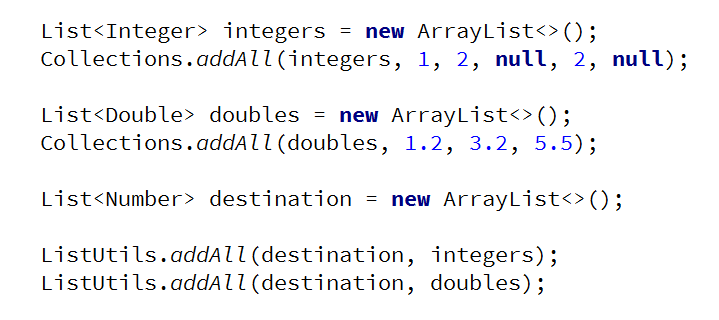 List<Integer> integers = new ArrayList<>();
Collections.addAll(integers, 1, 2, null, 2, null);
List<Double> doubles = new ArrayList<>();
Collections.addAll(doubles, 1.2, 3.2, 5.5);
List<Number> destination = new ArrayList<>();
ListUtils.addAll(destination, integers);
ListUtils.addAll(destination, doubles);